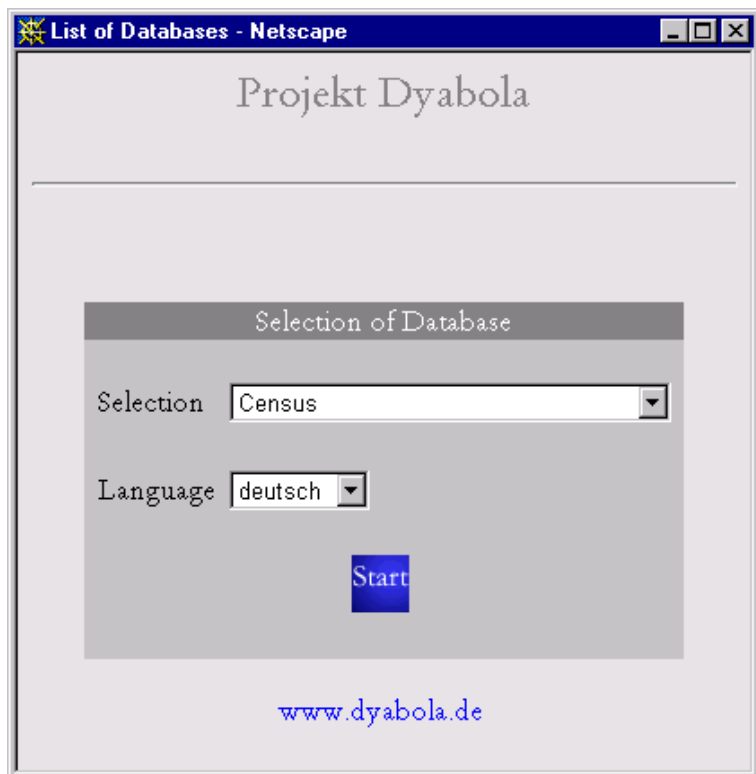 List of Databases - Netscape
Projekt Dyabola
Selection of Database
Selection Census
Language deutsch
Start
www.dyabola.de